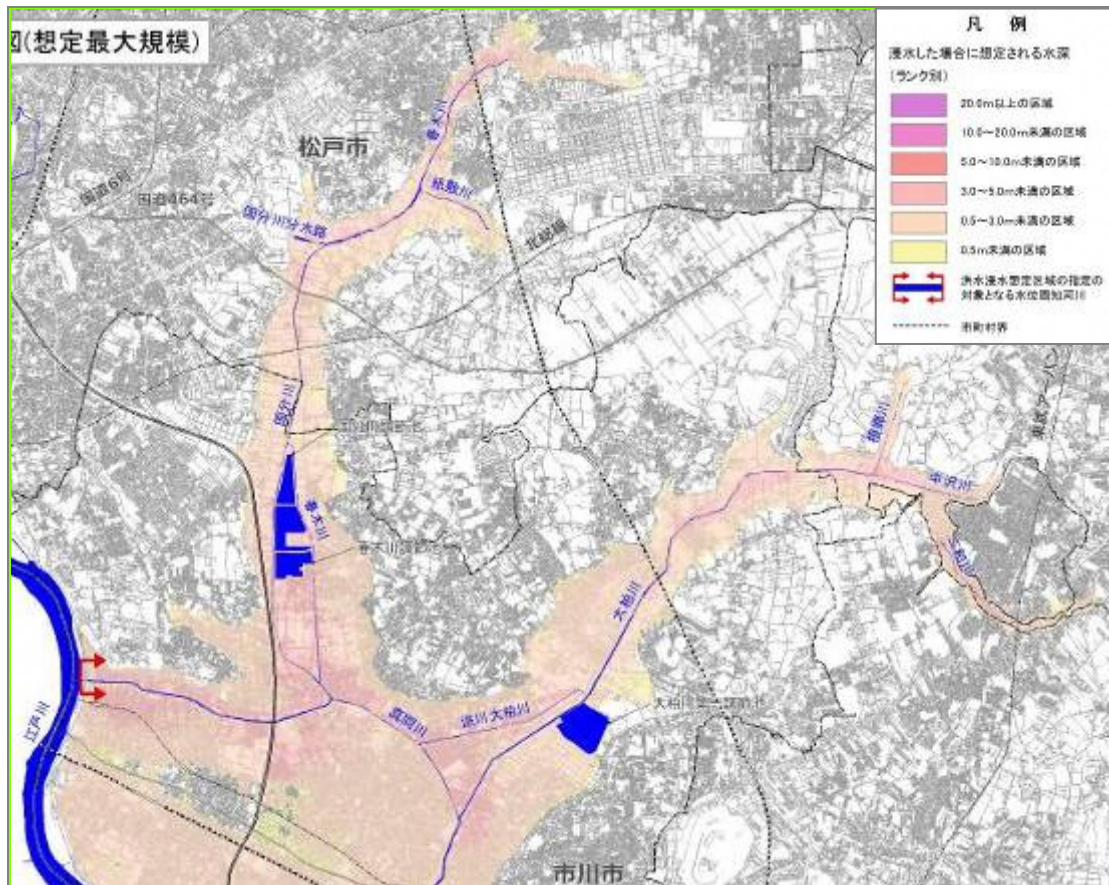 図(想定最大規模)
凡 例
浸水した場合に想定される水深
(ランク別)
20.0m以上の区域
10.0～20.0m未満の区域
5.0～10.0m未満の区域
3.0～5.0m未満の区域
0.5～3.0m未満の区域
0.5m未満の区域
洪水浸水想定区域の指定の
対象となる水位周知河川
市町村界
松戸市
春木川
紙敷川
国道6号
国道464号
国分川分水路
北総線
国分川
春木川
大柏川
中沢川
江戸川
真間川
派川大柏川
市川市